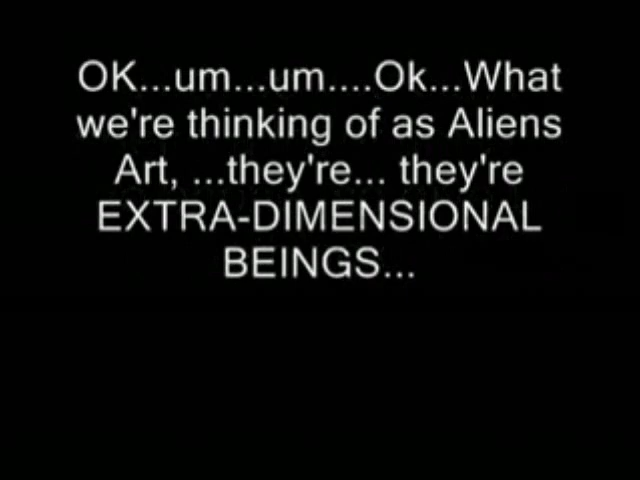 OK...um...um....Ok...What
we're thinking of as Aliens
Art, ...they're... they're
EXTRA-DIMENSIONAL
BEINGS...